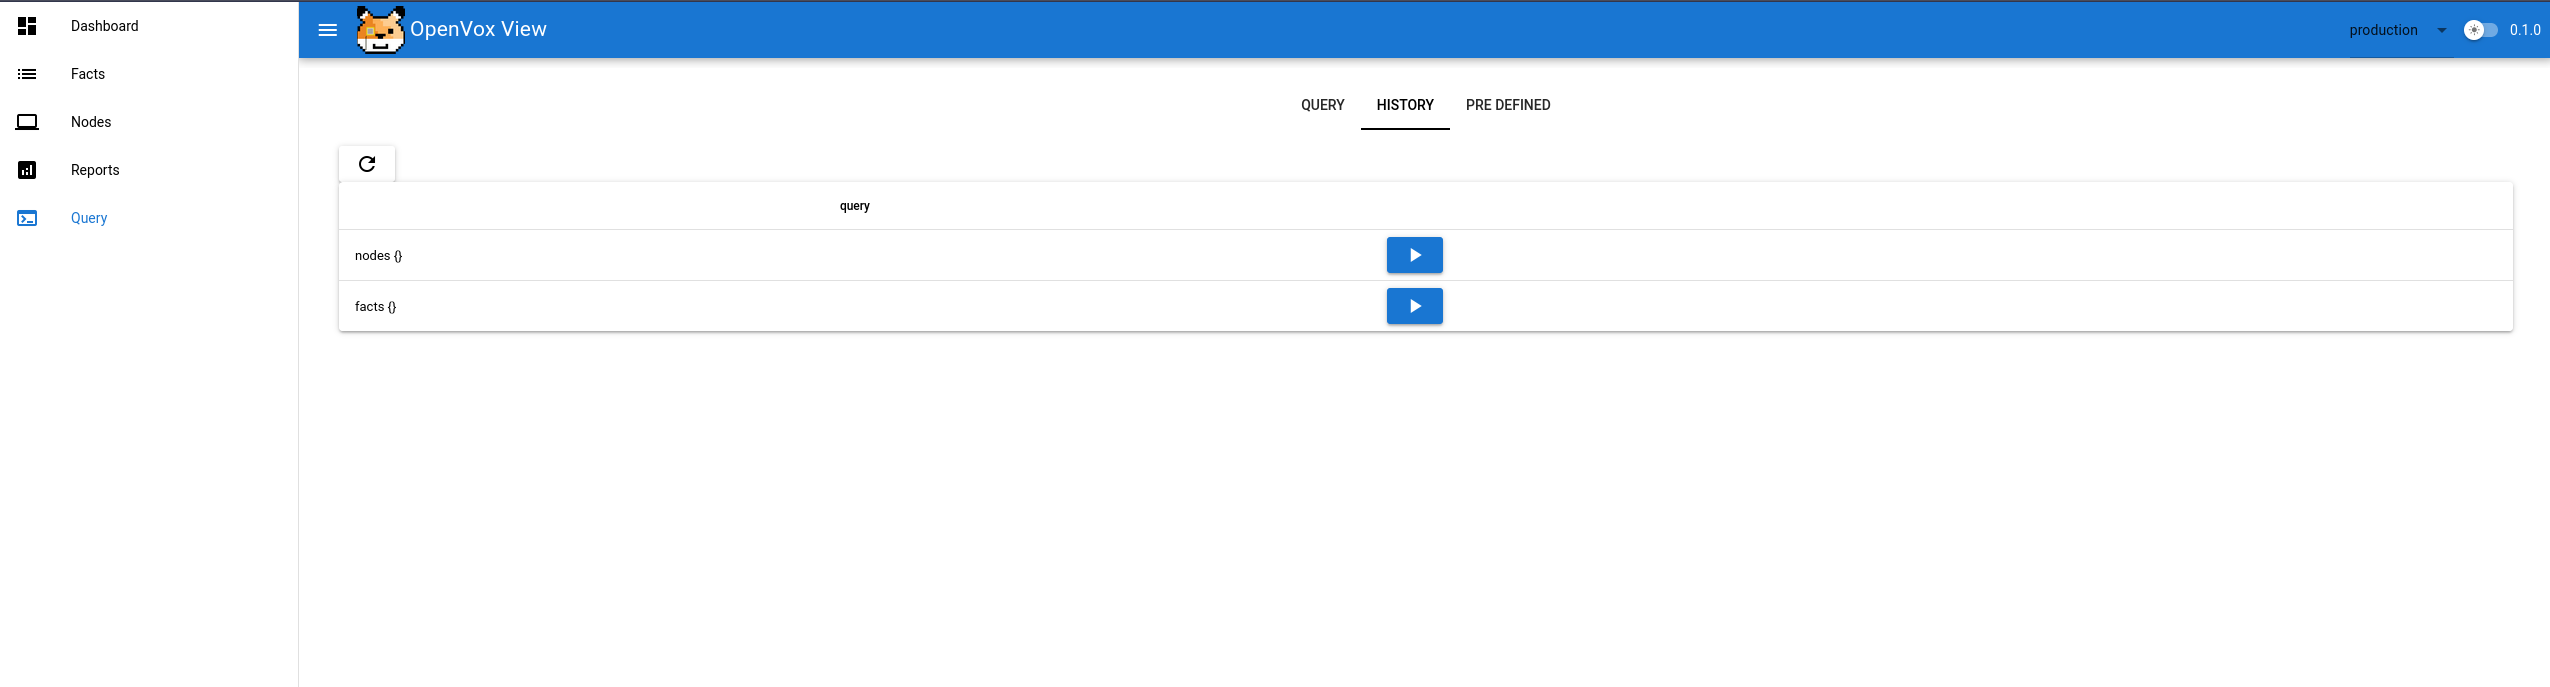 Dashboard
Facts
Nodes
Reports
Query
OpenVox View
production
0.1.0
QUERY HISTORY PRE DEFINED
query
nodes {}
facts {}